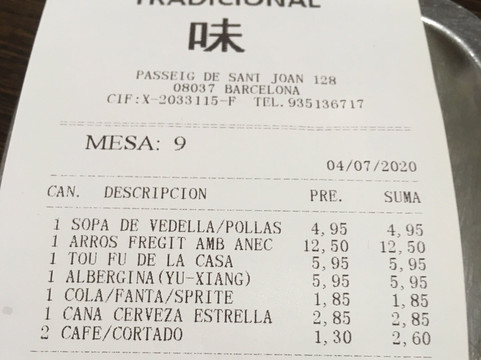 TRADICIONAL
味
PASSEIG DE SANT JOAN 128
08037 BARCELONA
CIF:X-2033115-F TEL.935136717
MESA: 9
04/07/2020
CAN. DESCRIPCION PRE. SUMA
1 SOPA DE VEDELLA/POLLAS 4,95 4,95
1 ARROS FREGIT AMB ANEC 12,50 12,50
1 TOU FU DE LA CASA 5,95 5,95
1 ALBERGINA(YU-XIANG) 5,95 5,95
1 COLA/FANTA/SPRITE 1,85 1,85
1 CANA CERVEZA ESTRELLA 2,85 2,85
2 CAFE/CORTADO 1,30 2,60